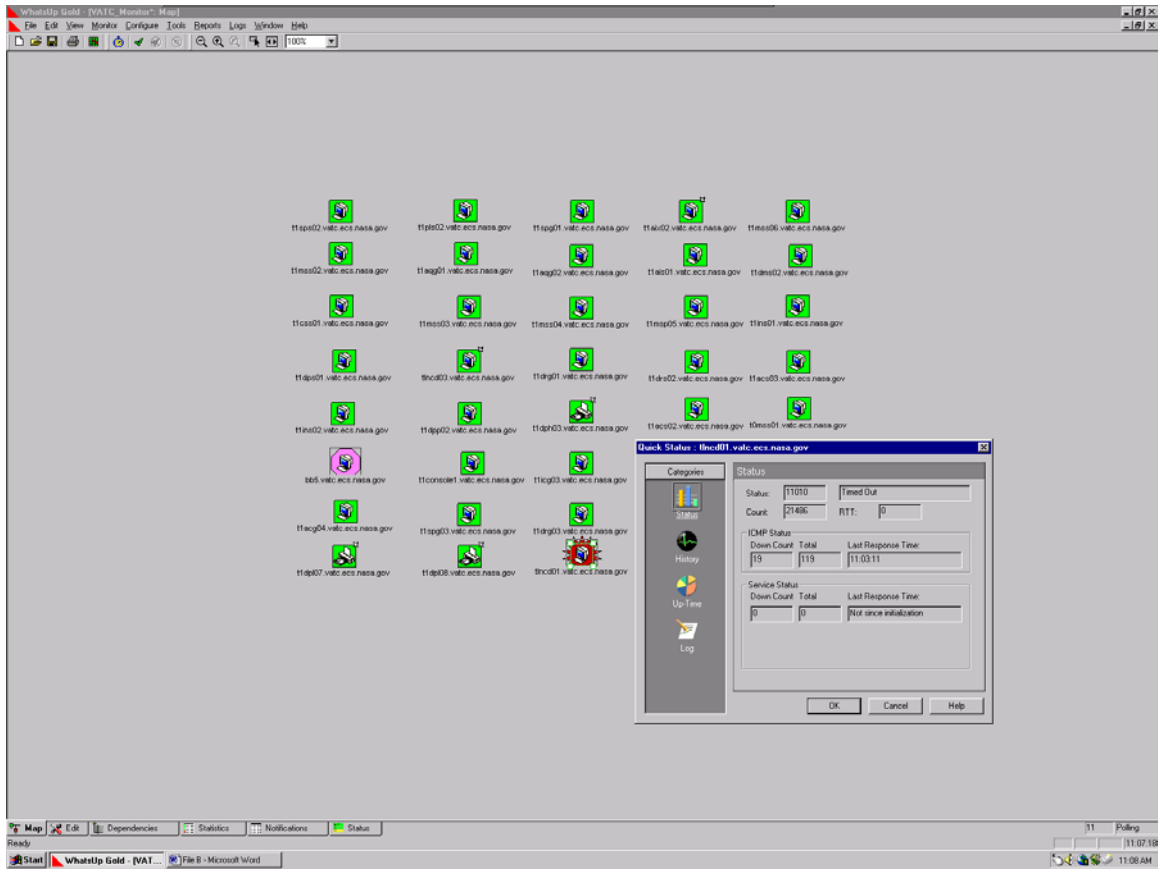 WhatsUp Gold - [VATC_Monitor*: Map]
File Edit View Monitor Configure Tools Reports Logs Window Help
100%
t1sps02.vatc.ecs.nasa.gov t1pls02.vatc.ecs.nasa.gov t1spg01.vatc.ecs.nasa.gov t1aix02.vatc.ecs.nasa.gov t1mss06.vatc.ecs.nasa.gov
t1mss02.vatc.ecs.nasa.gov t1aqg01.vatc.ecs.nasa.gov t1aqg02.vatc.ecs.nasa.gov t1ais01.vatc.ecs.nasa.gov t1dms02.vatc.ecs.nasa.gov
t1css01.vatc.ecs.nasa.gov t1mss03.vatc.ecs.nasa.gov t1mss04.vatc.ecs.nasa.gov t1msp05.vatc.ecs.nasa.gov t1ins01.vatc.ecs.nasa.gov
t1dps01.vatc.ecs.nasa.gov tlncd03.vatc.ecs.nasa.gov t1drg01.vatc.ecs.nasa.gov t1drs02.vatc.ecs.nasa.gov t1acs03.vatc.ecs.nasa.gov
t1ins02.vatc.ecs.nasa.gov t1dpp02.vatc.ecs.nasa.gov t1dph03.vatc.ecs.nasa.gov t1acs02.vatc.ecs.nasa.gov t0mss01.vatc.ecs.nasa.gov
bb5.vatc.ecs.nasa.gov t1console1.vatc.ecs.nasa.gov t1icg03.vatc.ecs.nasa.gov
t1acg04.vatc.ecs.nasa.gov t1spg03.vatc.ecs.nasa.gov t1drg03.vatc.ecs.nasa.gov
t1dpl07.vatc.ecs.nasa.gov t1dpl08.vatc.ecs.nasa.gov tlncd01.vatc.ecs.nasa.gov
Quick Status : tlncd01.vatc.ecs.nasa.gov
Categories
Status
History
Up-Time
Log
Status
Status: 11010 Timed Out
Count: 21486 RTT: 0
ICMP Status
Down Count Total Last Response Time:
19 119 11:03:11
Service Status
Down Count Total Last Response Time:
0 0 Not since initialization
OK Cancel Help
Map Edit Dependencies Statistics Notifications Status
11 Polling
Ready
11:07:18
Start WhatsUp Gold - [VAT... File B - Microsoft Word 11:08 AM